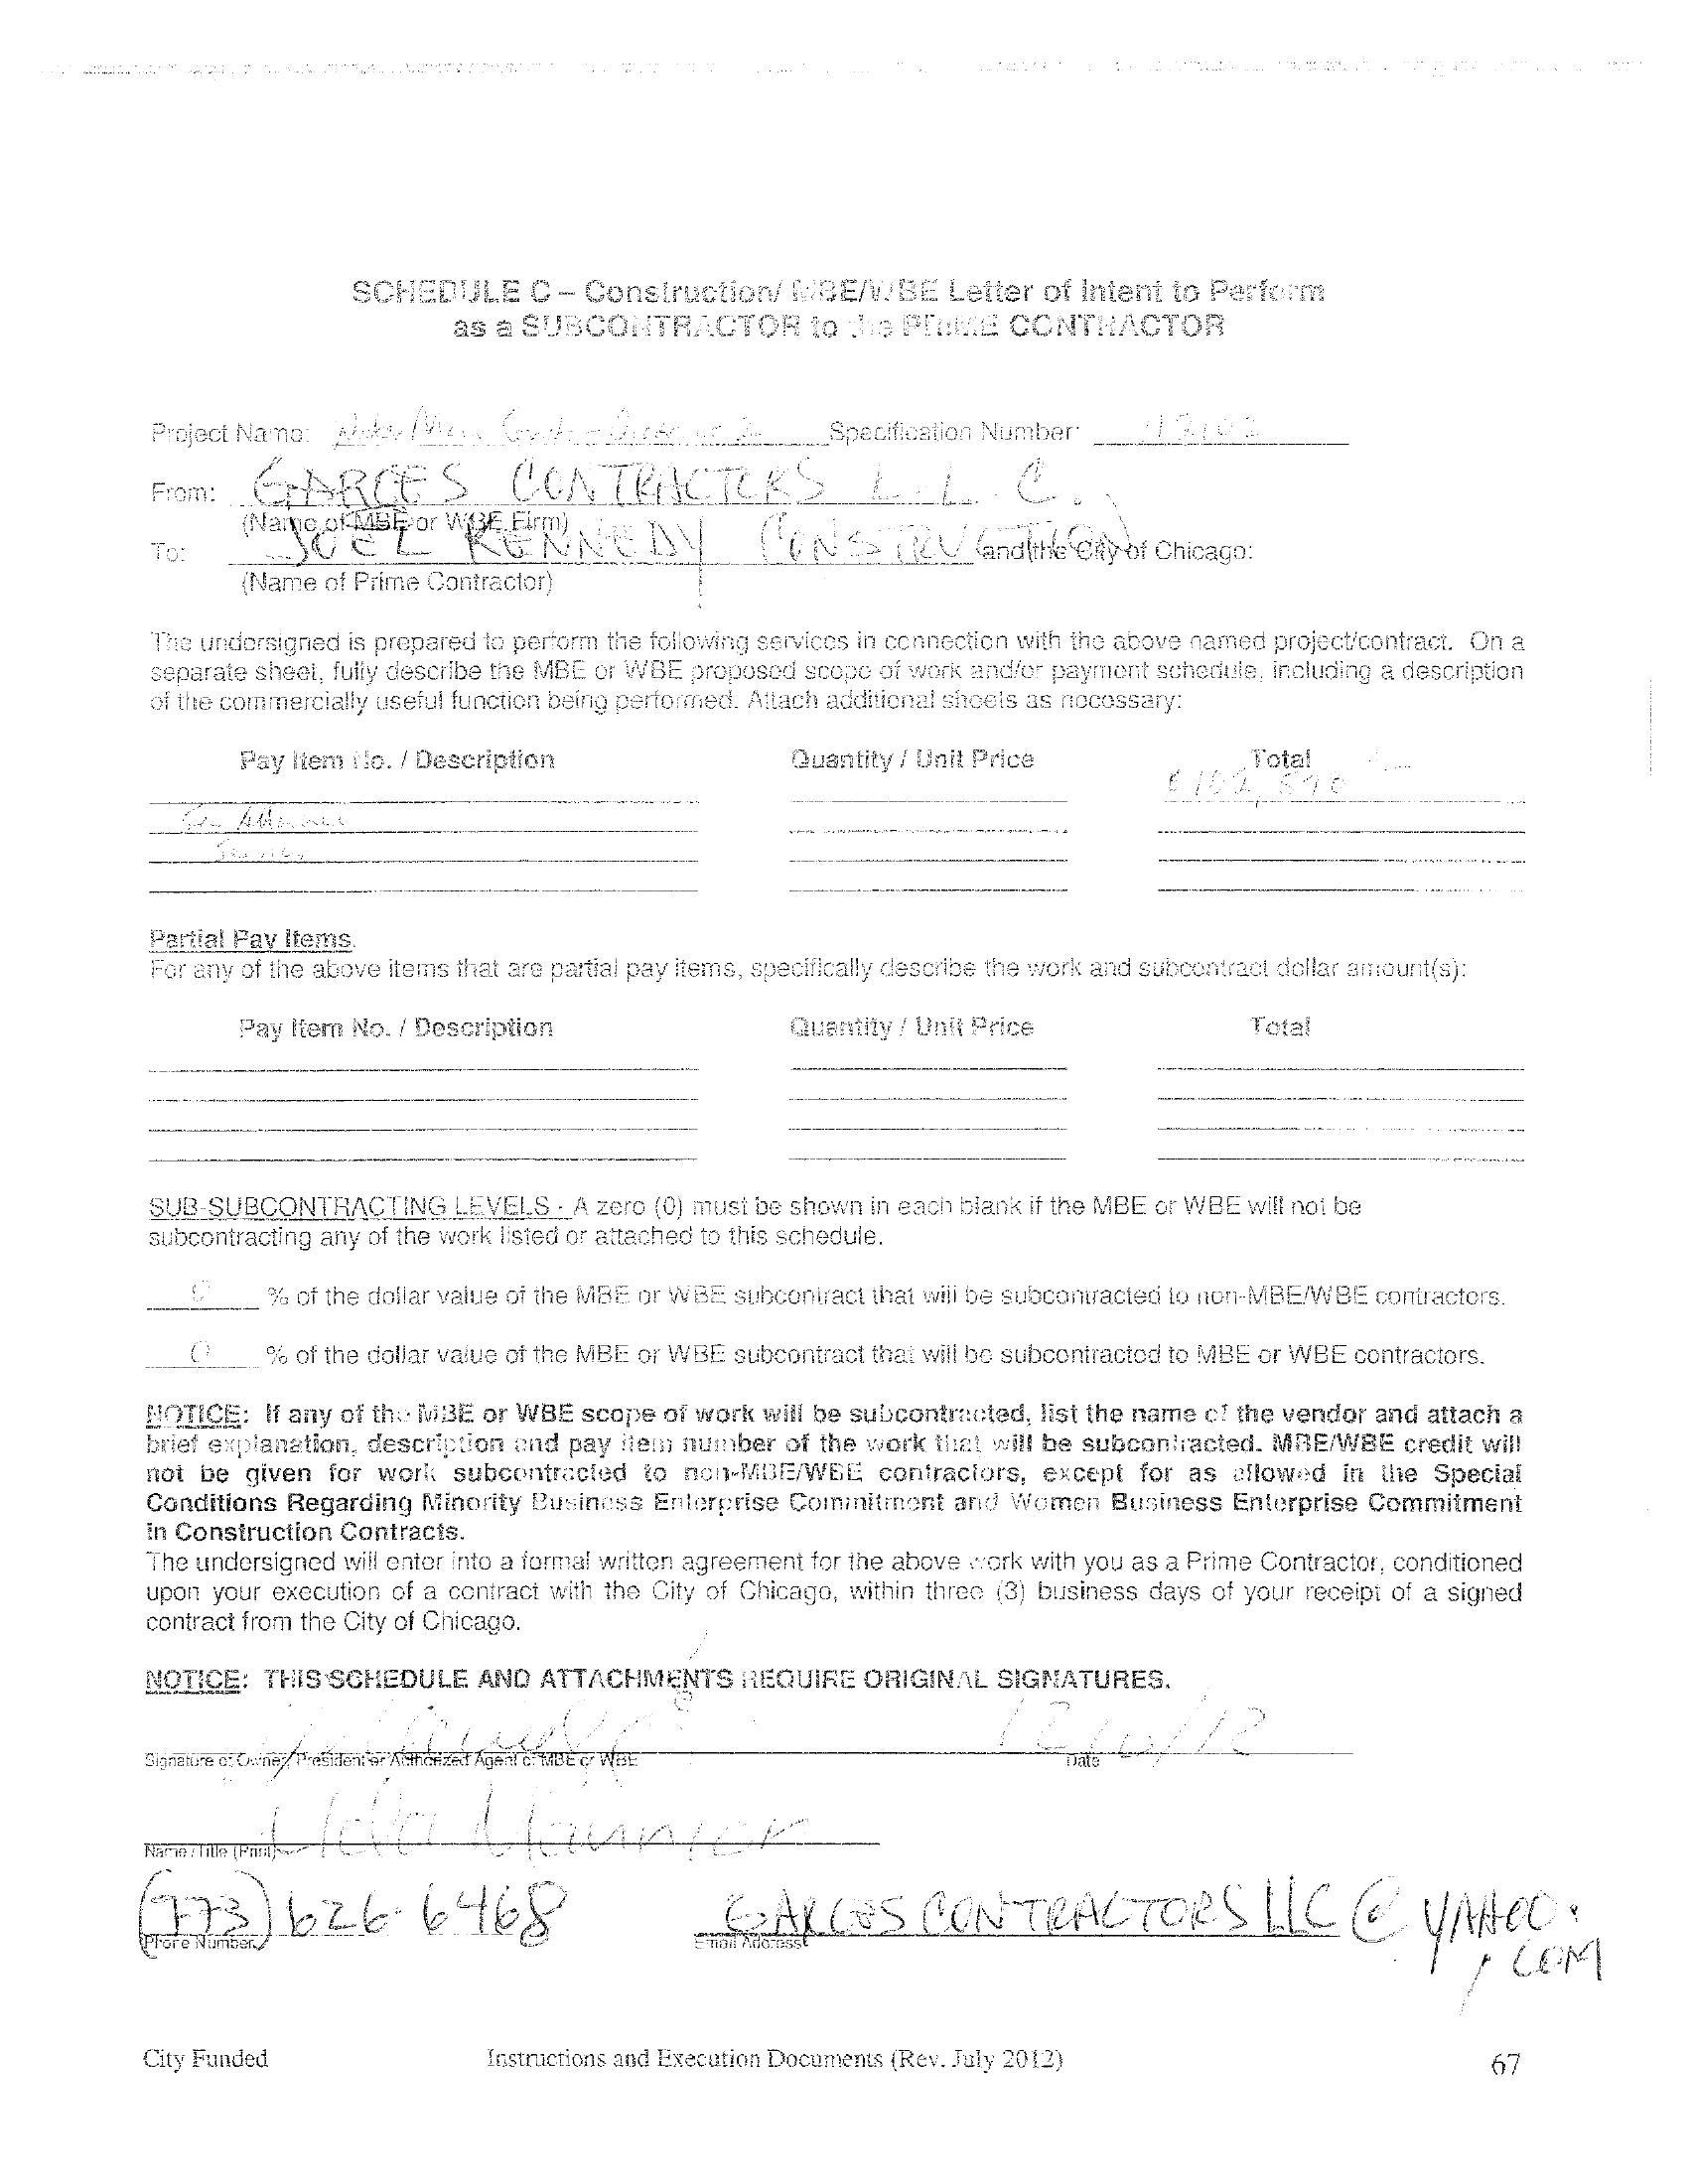 SCHEDULE C – Construction/ MBE/WBE Letter of Intent to Perform
as a SUBCONTRACTOR to the PRIME CONTRACTOR
Project Name: Specification Number:
From: GARCES CONTRACTORS L.L.C.
(Name of MBE or WBE Firm)
To: JOEL KENNEDY CONSTRUCTION and the City of Chicago:
(Name of Prime Contractor)
The undersigned is prepared to perform the following services in connection with the above named project/contract. On a
separate sheet, fully describe the MBE or WBE proposed scope of work and/or payment schedule, including a description
of the commercially useful function being performed. Attach additional sheets as necessary:
Pay Item No. / Description Quantity / Unit Price Total
Partial Pay Items.
For any of the above items that are partial pay items, specifically describe the work and subcontract dollar amount(s):
Pay Item No. / Description Quantity / Unit Price Total
SUB-SUBCONTRACTING LEVELS - A zero (0) must be shown in each blank if the MBE or WBE will not be
subcontracting any of the work listed or attached to this schedule.
0 % of the dollar value of the MBE or WBE subcontract that will be subcontracted to non-MBE/WBE contractors.
0 % of the dollar value of the MBE or WBE subcontract that will be subcontracted to MBE or WBE contractors.
NOTICE: If any of the MBE or WBE scope of work will be subcontracted, list the name of the vendor and attach a
brief explanation, description and pay item number of the work that will be subcontracted. MBE/WBE credit will
not be given for work subcontracted to non-MBE/WBE contractors, except for as allowed in the Special
Conditions Regarding Minority Business Enterprise Commitment and Women Business Enterprise Commitment
in Construction Contracts.
The undersigned will enter into a formal written agreement for the above work with you as a Prime Contractor, conditioned
upon your execution of a contract with the City of Chicago, within three (3) business days of your receipt of a signed
contract from the City of Chicago.
NOTICE: THIS SCHEDULE AND ATTACHMENTS REQUIRE ORIGINAL SIGNATURES.
Signature of Owner, President or Authorized Agent of MBE or WBE Date
Name / Title (Print)
(773) 626-6468 GARCES CONTRACTORS LLC @ YAHOO.
.COM
Phone Number Email Address
City Funded Instructions and Execution Documents (Rev. July 2012) 67